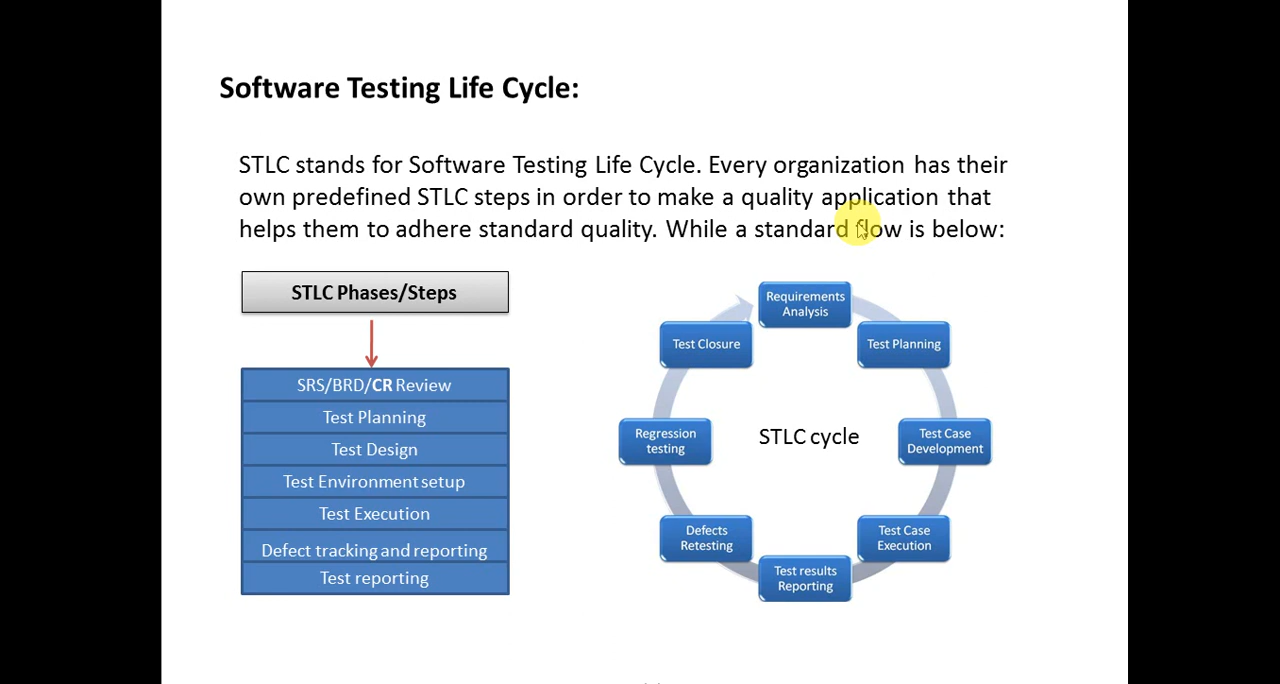 Software Testing Life Cycle:
STLC stands for Software Testing Life Cycle. Every organization has their
own predefined STLC steps in order to make a quality application that
helps them to adhere standard quality. While a standard flow is below:
STLC Phases/Steps
SRS/BRD/CR Review
Test Planning
Test Design
Test Environment setup
Test Execution
Defect tracking and reporting
Test reporting
Requirements
Analysis
Test Planning
Test Case
Development
Test Case
Execution
Test results
Reporting
Defects
Retesting
Regression
testing
Test Closure
STLC cycle